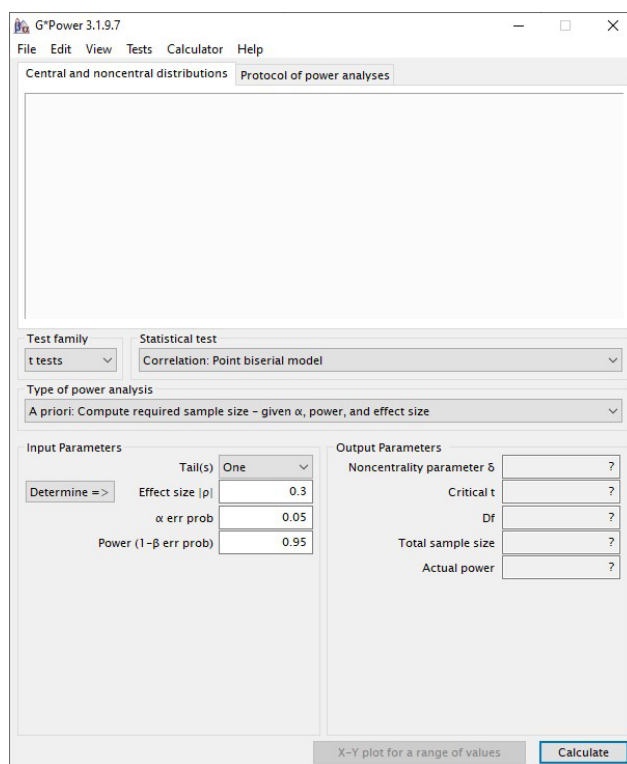 G*Power 3.1.9.7
File Edit View Tests Calculator Help
Central and noncentral distributions Protocol of power analyses
Test family Statistical test
t tests Correlation: Point biserial model
Type of power analysis
A priori: Compute required sample size – given α, power, and effect size
Input Parameters
Tail(s) One
Determine => Effect size |ρ| 0.3
α err prob 0.05
Power (1-β err prob) 0.95
Output Parameters
Noncentrality parameter δ ?
Critical t ?
Df ?
Total sample size ?
Actual power ?
X-Y plot for a range of values Calculate